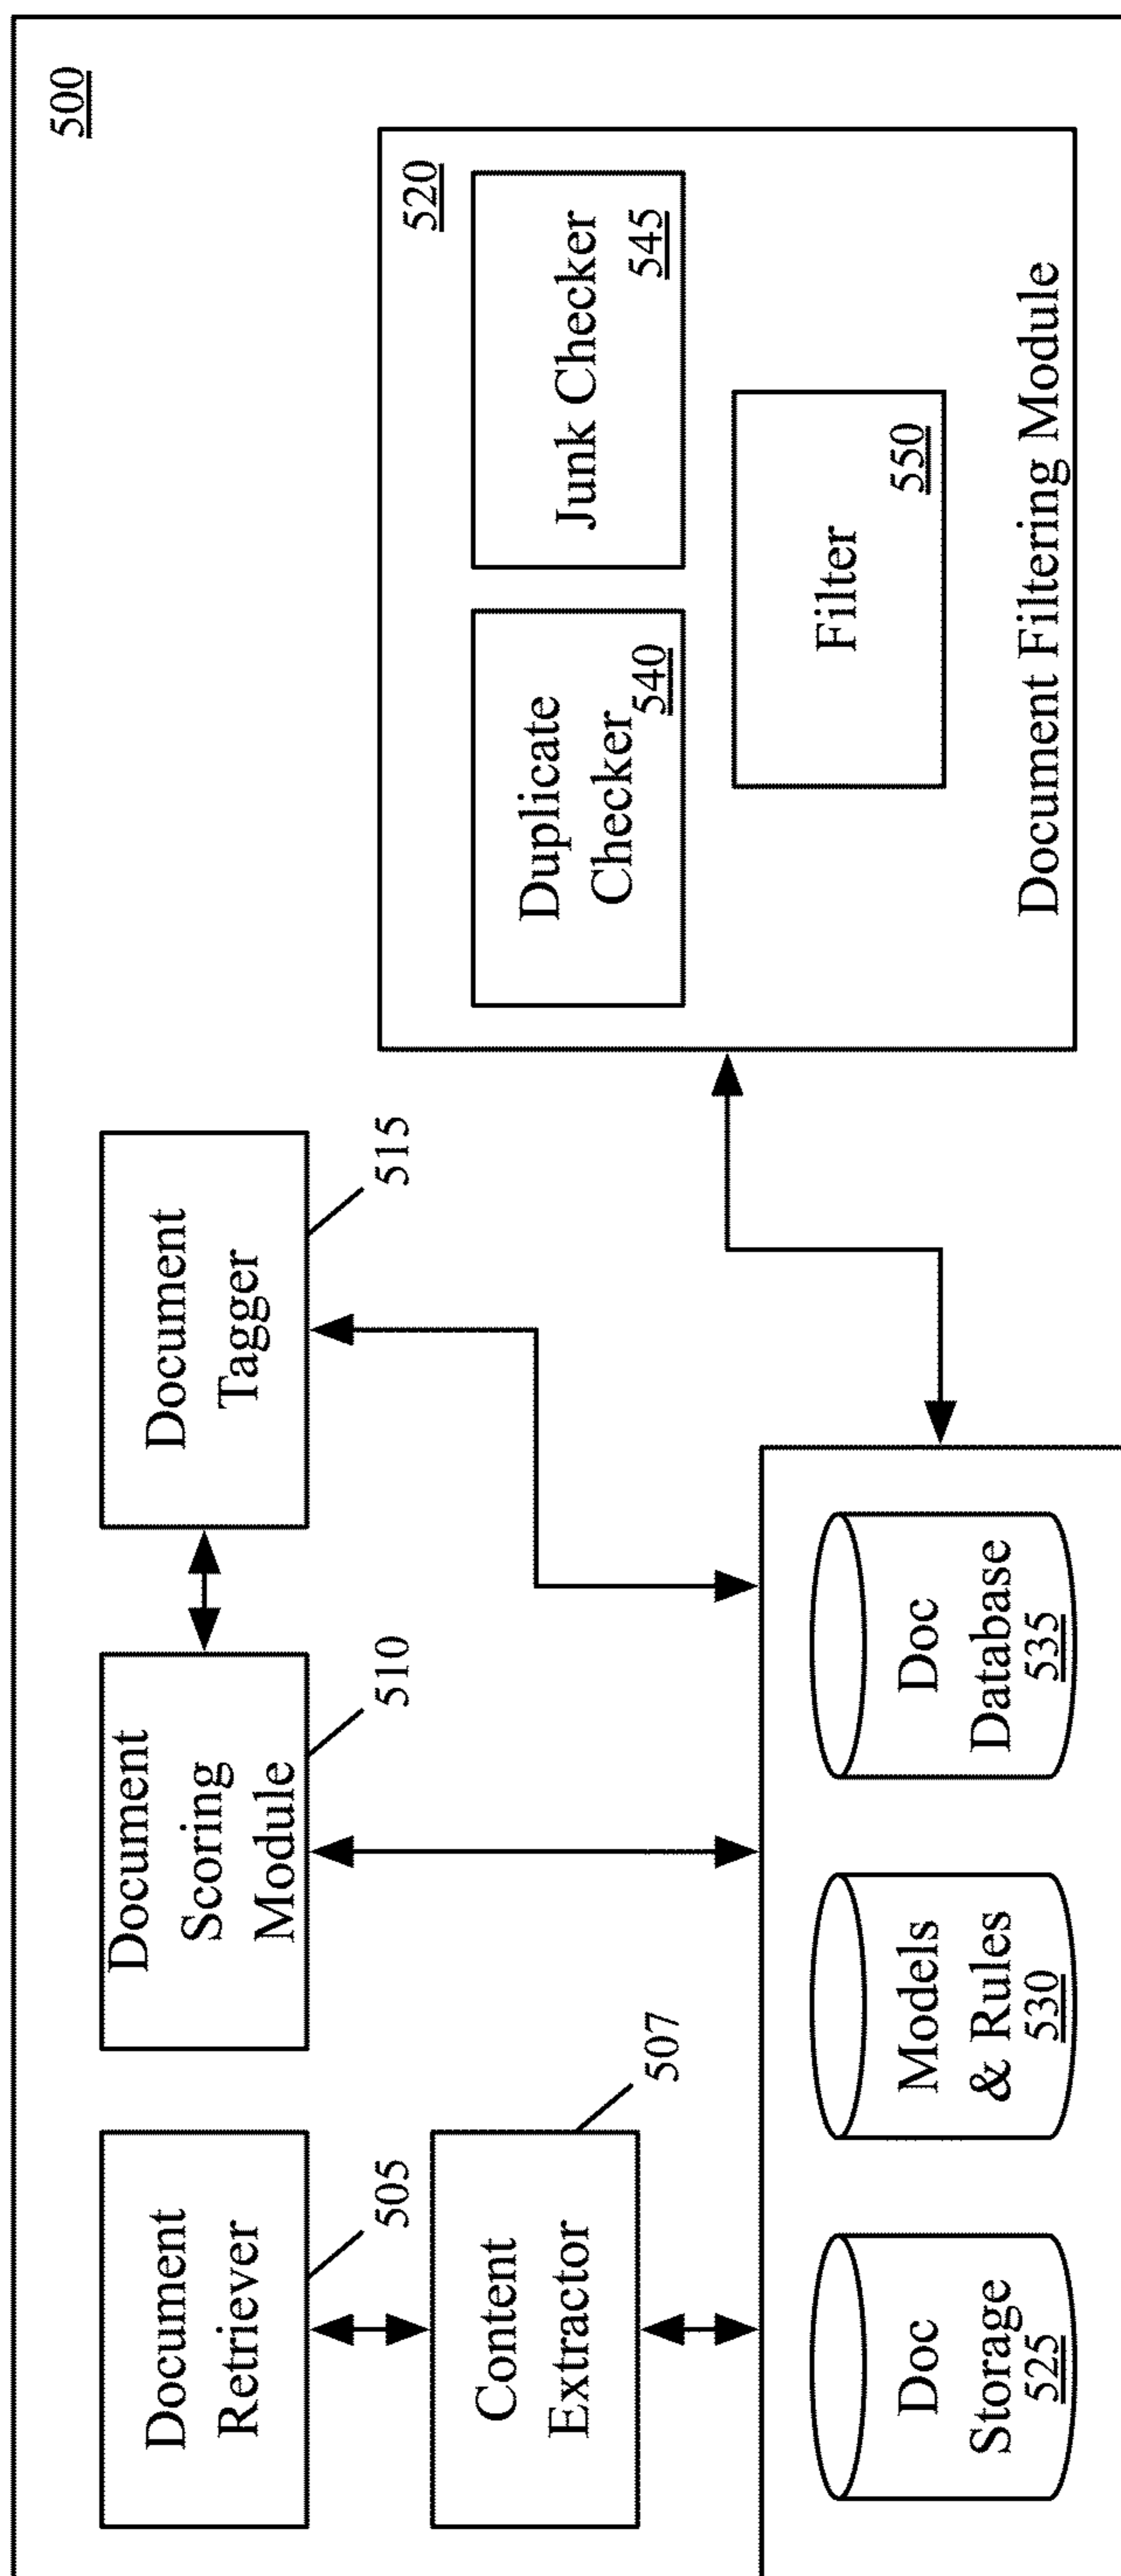 500
Document
Retriever
505
Document
Scoring
Module
510
Document
Tagger
515
Content
Extractor
507
520
Duplicate
Checker
540
Junk Checker
545
Filter
550
Document Filtering Module
Doc
Storage
525
Models
& Rules
530
Doc
Database
535